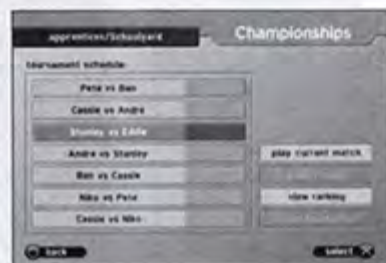 apprentices/Schoolyard
Championships
tournament schedule:
Pete vs Ben
Cassie vs Andre
Stanley vs Eddie
Andre vs Stanley
Ben vs Cassie
Niko vs Pete
Cassie vs Niko
play current match
view ranking
back
select